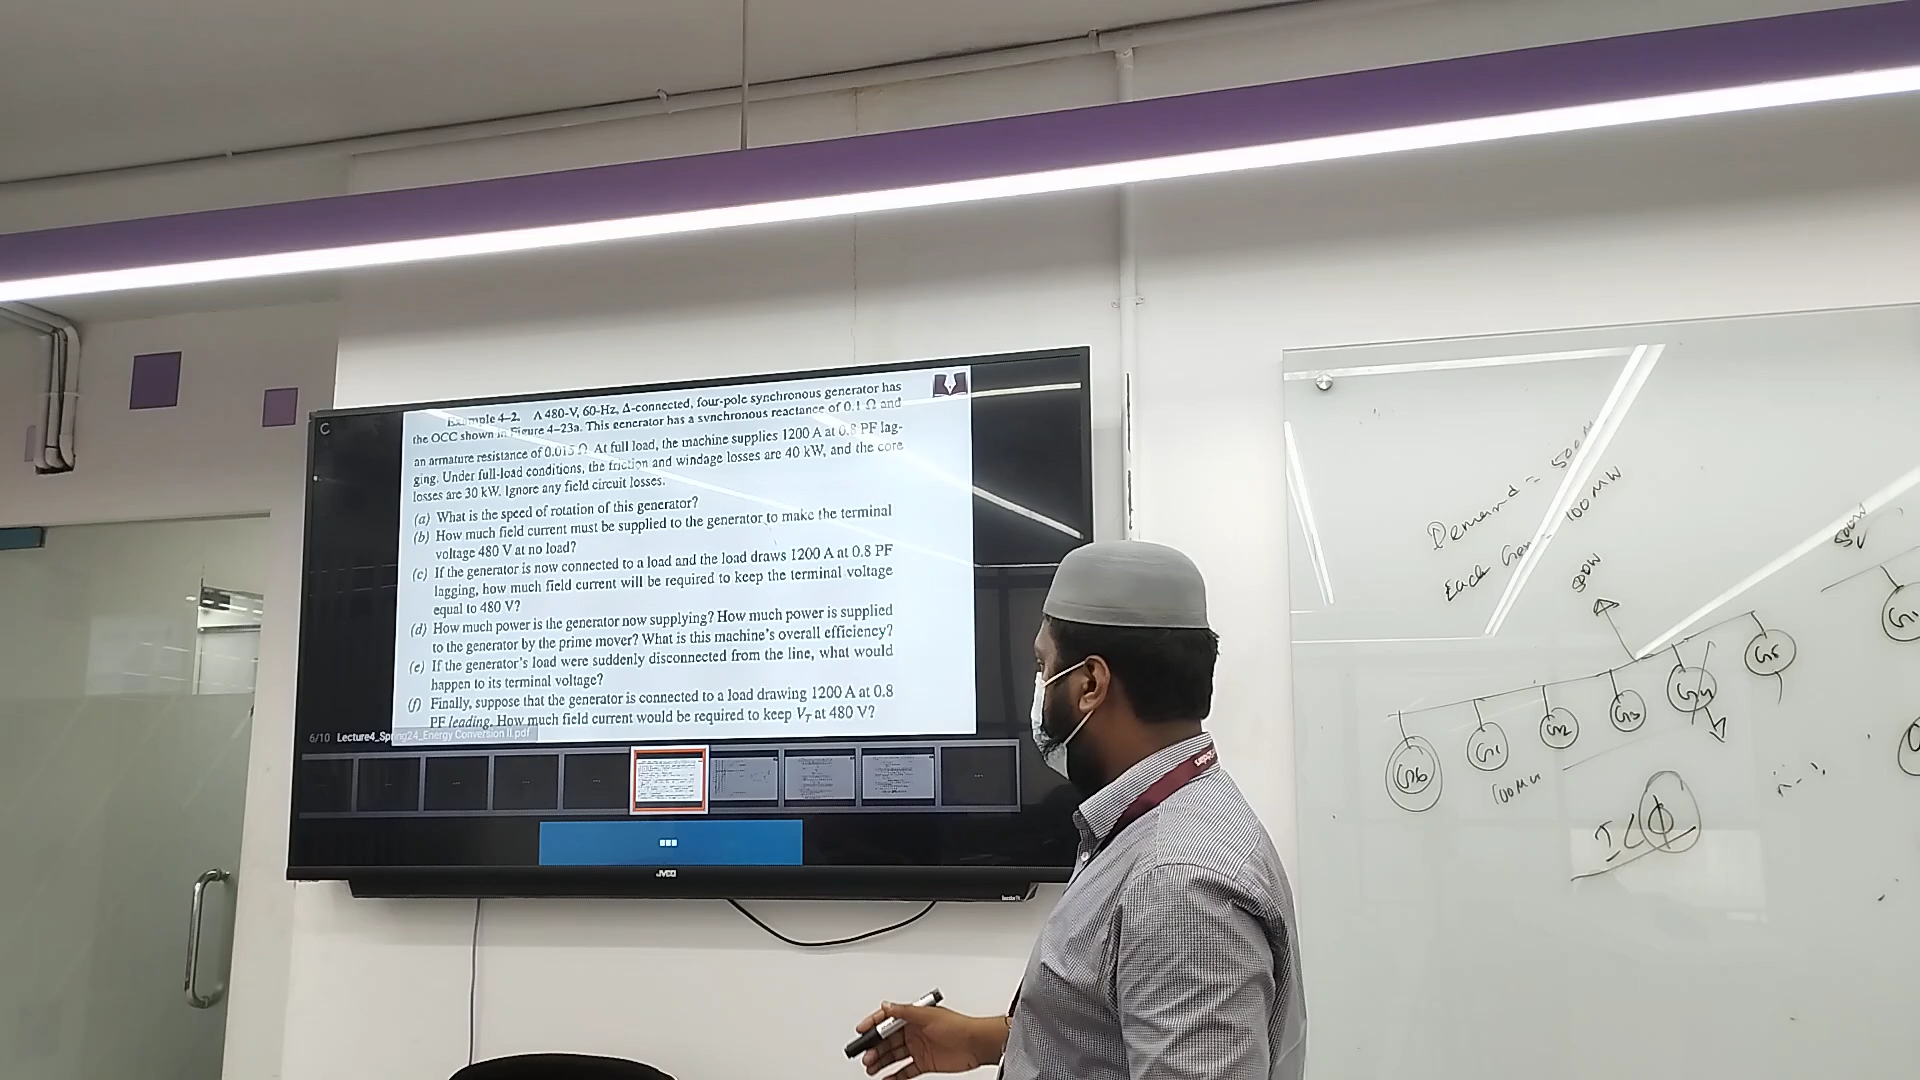 C
Example 4–2. A 480-V, 60-Hz, Δ-connected, four-pole synchronous generator has
the OCC shown in Figure 4–23a. This generator has a synchronous reactance of 0.1 Ω and
an armature resistance of 0.015 Ω. At full load, the machine supplies 1200 A at 0.8 PF lag-
ging. Under full-load conditions, the friction and windage losses are 40 kW, and the core
losses are 30 kW. Ignore any field circuit losses.
(a) What is the speed of rotation of this generator?
(b) How much field current must be supplied to the generator to make the terminal
voltage 480 V at no load?
(c) If the generator is now connected to a load and the load draws 1200 A at 0.8 PF
lagging, how much field current will be required to keep the terminal voltage
equal to 480 V?
(d) How much power is the generator now supplying? How much power is supplied
to the generator by the prime mover? What is this machine's overall efficiency?
(e) If the generator's load were suddenly disconnected from the line, what would
happen to its terminal voltage?
(f) Finally, suppose that the generator is connected to a load drawing 1200 A at 0.8
PF leading. How much field current would be required to keep VT at 480 V?
6/10 Lecture4_Spring24_Energy Conversion II.pdf
JVCO
Demand = 500 M
Each Gen 100 MW
G6
G1
G2
G3
G4
G5
100MW
I<Φ
n-1
G1